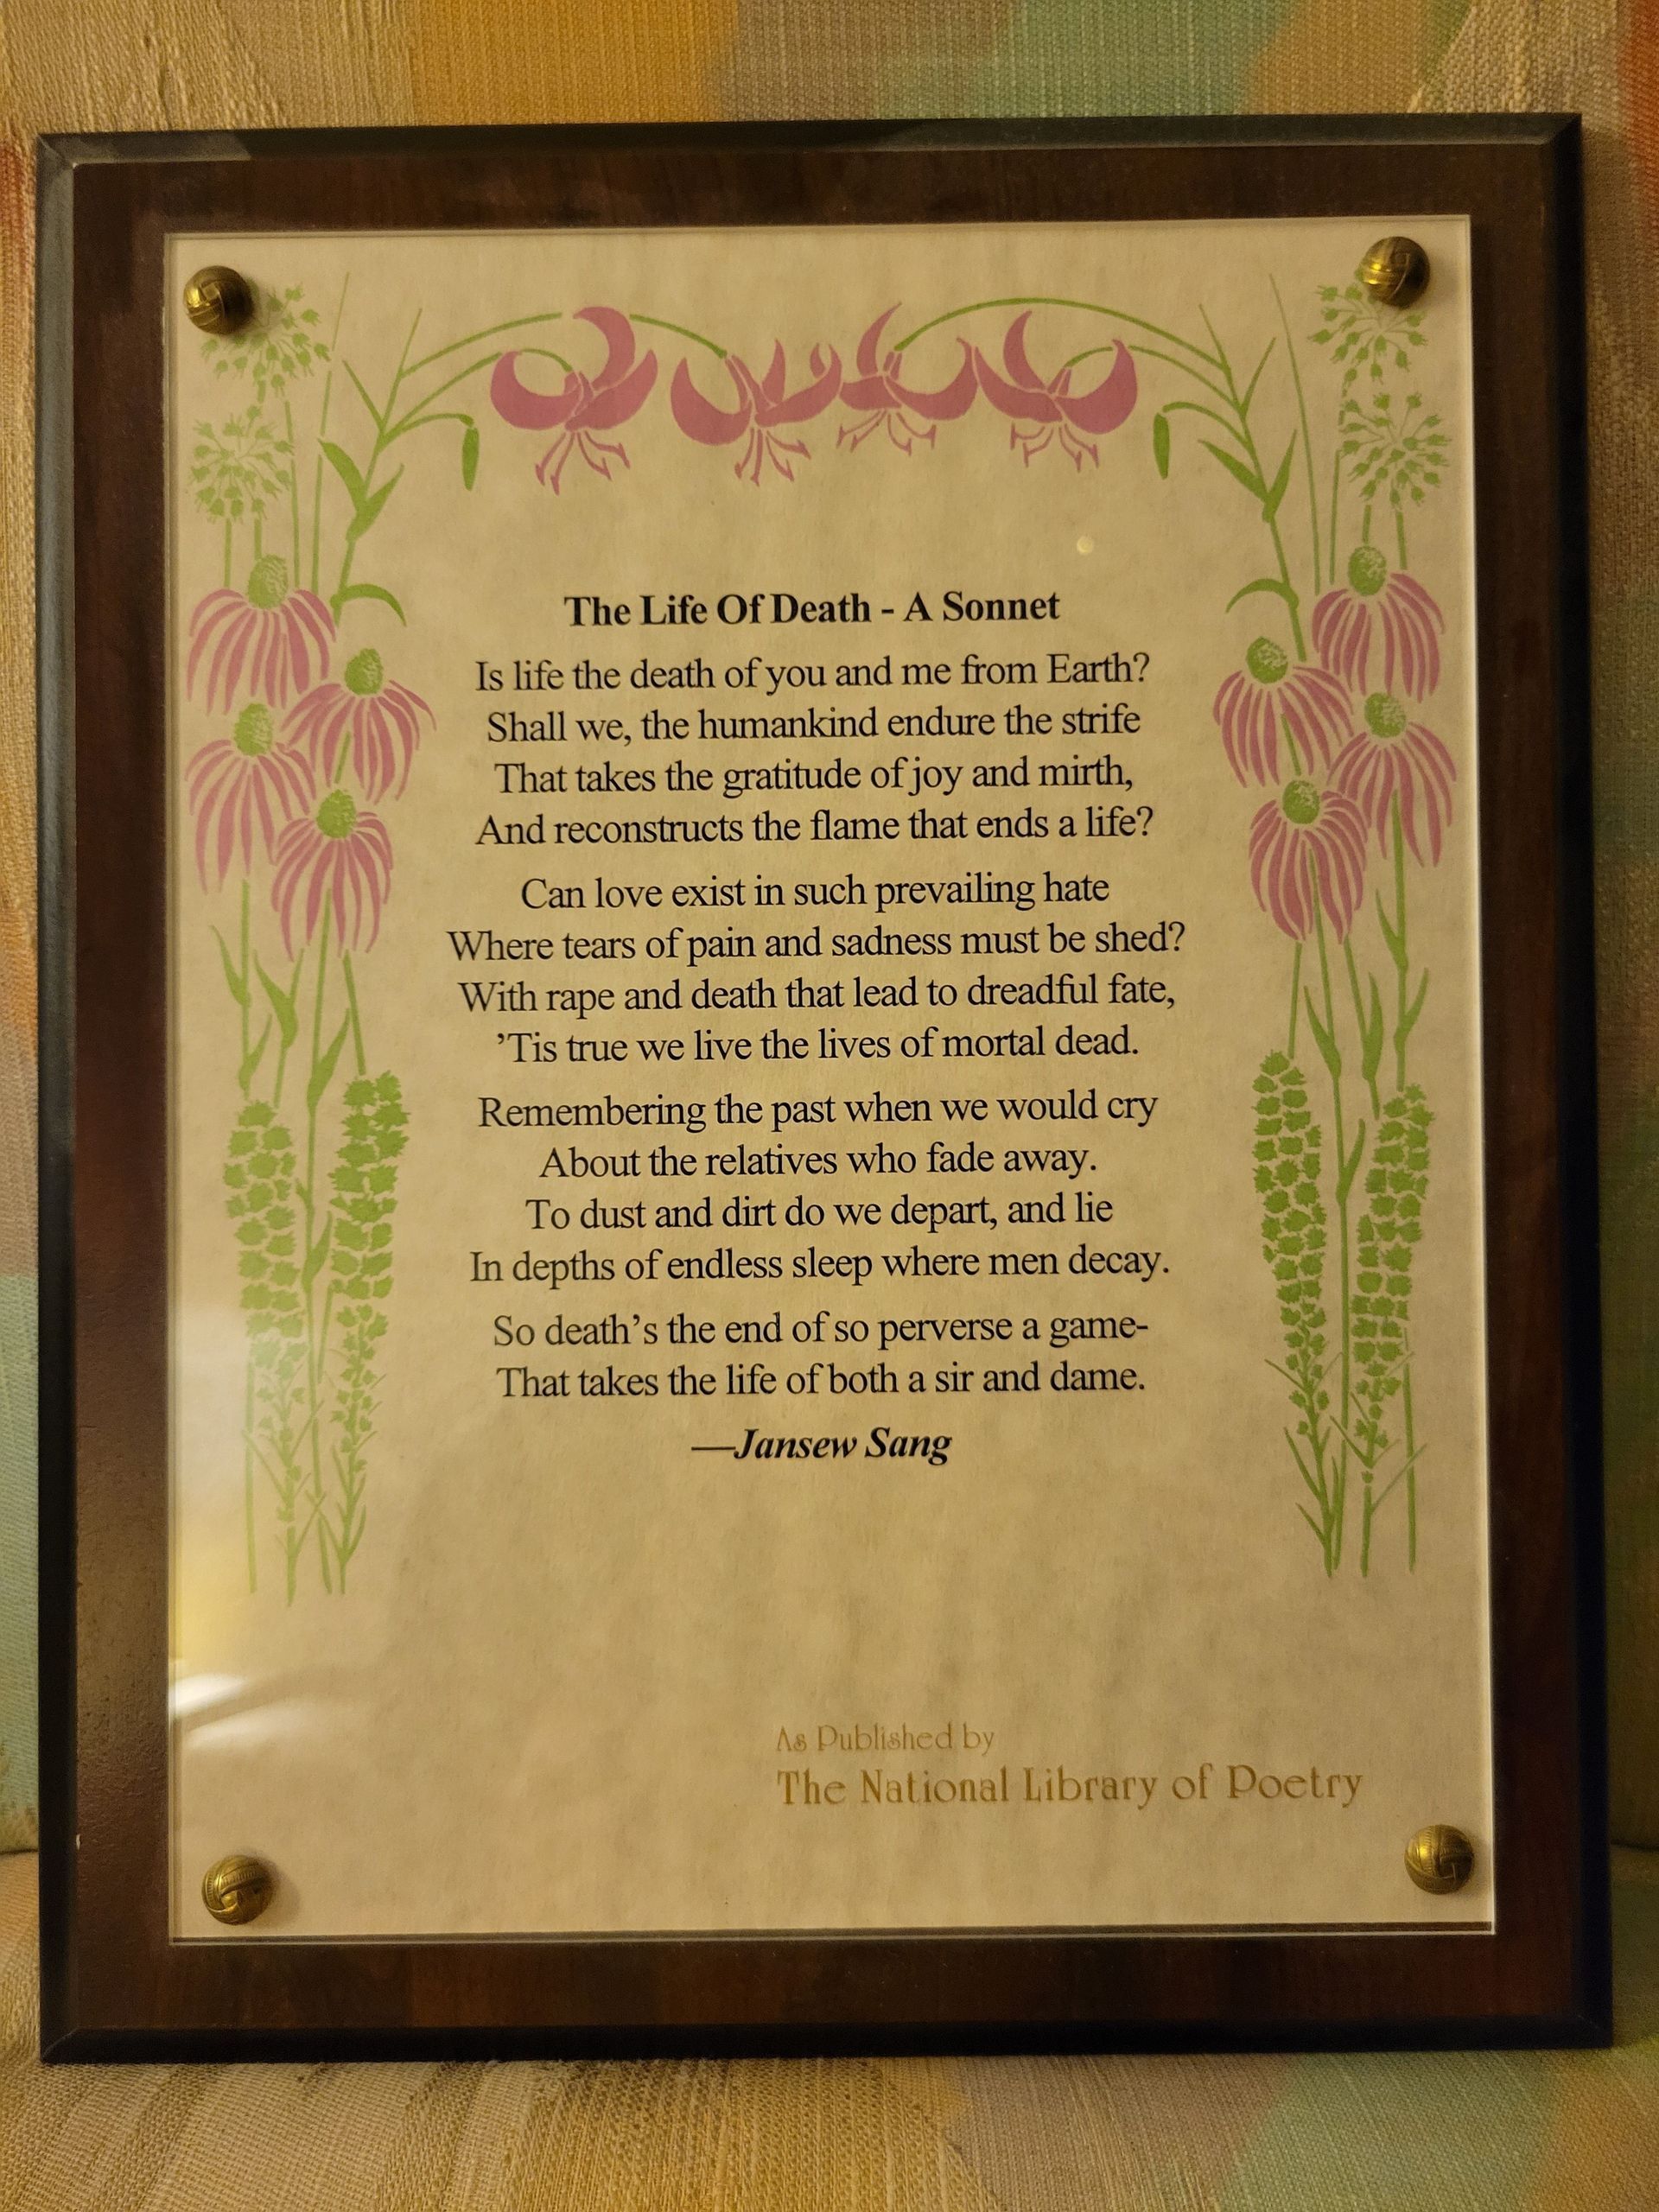 The Life Of Death - A Sonnet
Is life the death of you and me from Earth?
Shall we, the humankind endure the strife
That takes the gratitude of joy and mirth,
And reconstructs the flame that ends a life?
Can love exist in such prevailing hate
Where tears of pain and sadness must be shed?
With rape and death that lead to dreadful fate,
’Tis true we live the lives of mortal dead.
Remembering the past when we would cry
About the relatives who fade away.
To dust and dirt do we depart, and lie
In depths of endless sleep where men decay.
So death’s the end of so perverse a game-
That takes the life of both a sir and dame.
—Jansew Sang
As Published by
The National Library of Poetry